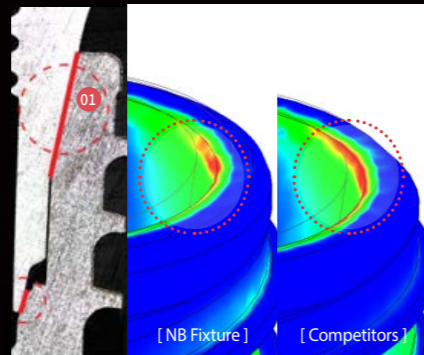 01
[ NB Fixture ]
[ Competitors ]